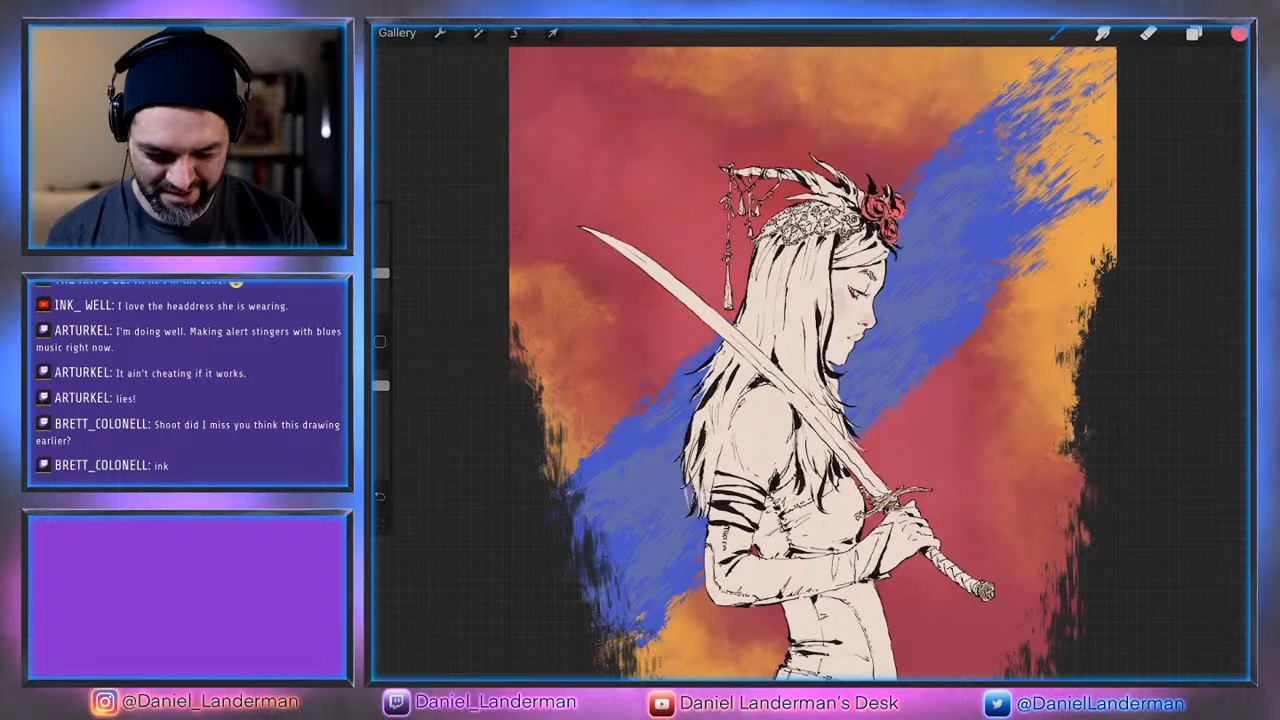 Gallery
INK_ WELL: I love the headdress she is wearing.
ARTURKEL: I'm doing well. Making alert stingers with blues
music right now.
ARTURKEL: It ain't cheating if it works.
ARTURKEL: lies!
BRETT_COLONELL: Shoot did I miss you think this drawing
earlier?
BRETT_COLONELL: ink
@Daniel_Landerman
Daniel_Landerman
Daniel Landerman's Desk
@DanielLanderman